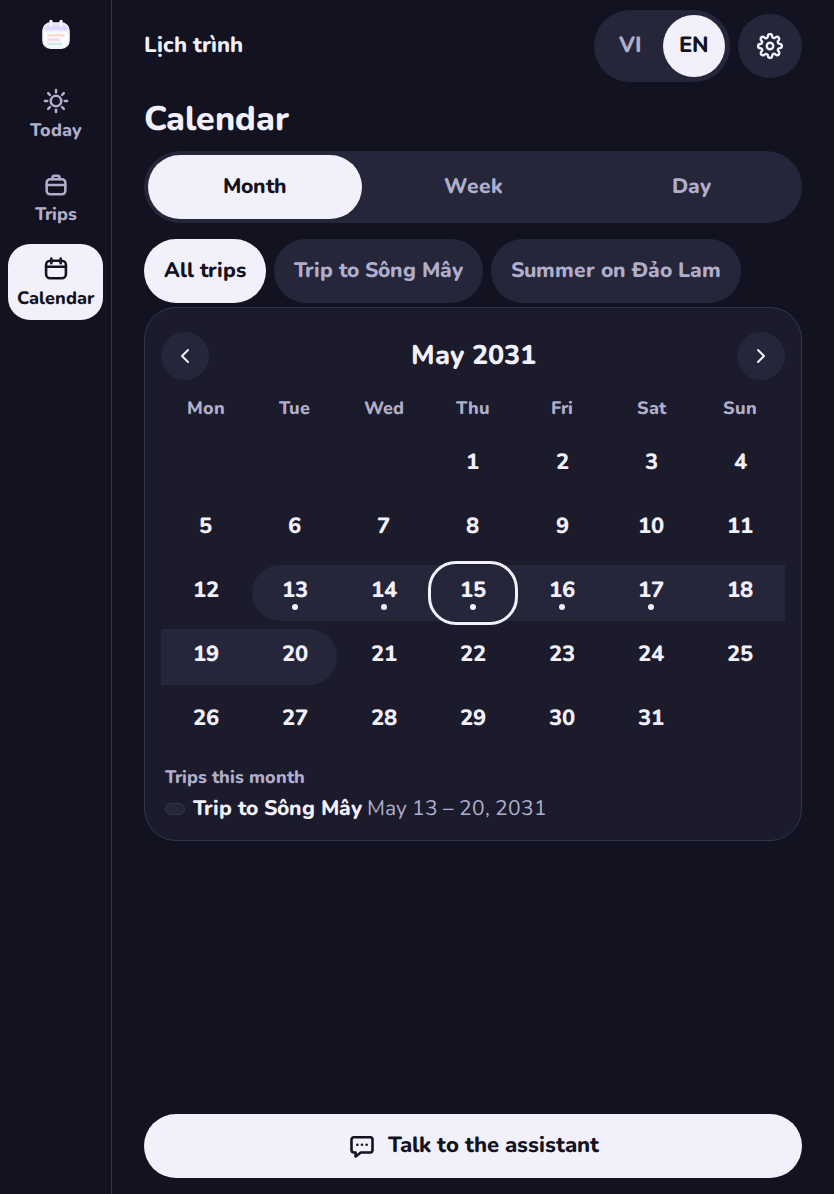 Lịch trình
VI EN
Today
Trips
Calendar
Calendar
Month Week Day
All trips Trip to Sông Mây Summer on Đảo Lam
May 2031
Mon Tue Wed Thu Fri Sat Sun
1 2 3 4
5 6 7 8 9 10 11
12 13 14 15 16 17 18
19 20 21 22 23 24 25
26 27 28 29 30 31
Trips this month
Trip to Sông Mây May 13 – 20, 2031
Talk to the assistant